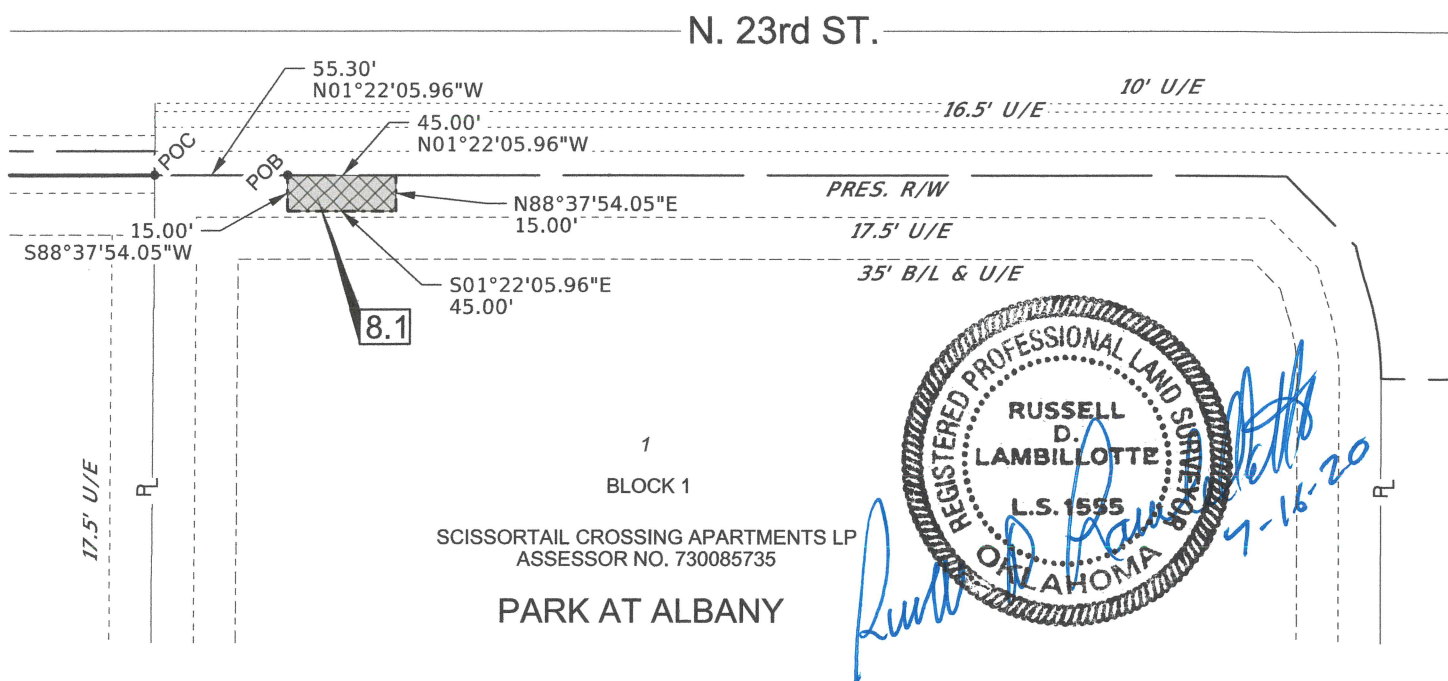 N. 23rd ST.
55.30'
N01°22'05.96"W
10' U/E
16.5' U/E
45.00'
N01°22'05.96"W
POC
POB
PRES. R/W
N88°37'54.05"E
15.00'
15.00'
S88°37'54.05"W
17.5' U/E
35' B/L & U/E
S01°22'05.96"E
45.00'
8.1
REGISTERED PROFESSIONAL LAND SURVEYOR
RUSSELL
D.
LAMBILLOTTE
L.S. 1555
OKLAHOMA
7-16-20
1
BLOCK 1
17.5' U/E
PL
PL
SCISSORTAIL CROSSING APARTMENTS LP
ASSESSOR NO. 730085735
PARK AT ALBANY